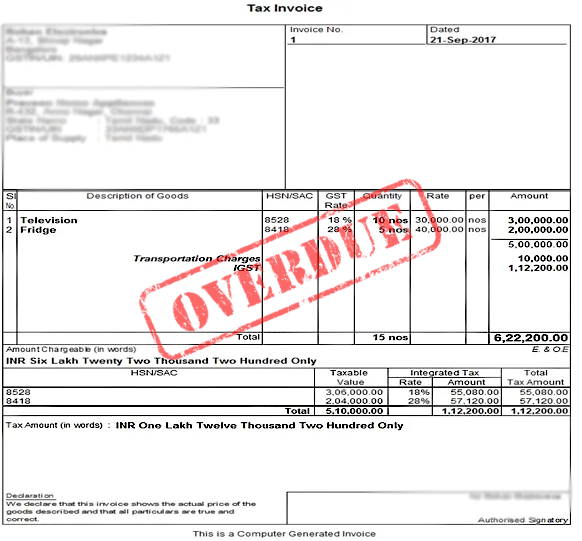 Tax Invoice
Invoice No.
1
Dated
21-Sep-2017
Buyer
Sl No. Description of Goods HSN/SAC GST Rate Quantity Rate per Amount
1 Television 8528 18 % 10 nos 30,000.00 nos 3,00,000.00
2 Fridge 8418 28 % 5 nos 40,000.00 nos 2,00,000.00
5,00,000.00
Transportation Charges 10,000.00
IGST 1,12,200.00
OVERDUE
Total 15 nos 6,22,200.00
Amount Chargeable (in words) E. & O.E
INR Six Lakh Twenty Two Thousand Two Hundred Only
HSN/SAC Taxable Value Integrated Tax Rate Amount Total Tax Amount
8528 3,06,000.00 18% 55,080.00 55,080.00
8418 2,04,000.00 28% 57,120.00 57,120.00
Total 5,10,000.00 1,12,200.00 1,12,200.00
Tax Amount (in words) : INR One Lakh Twelve Thousand Two Hundred Only
Declaration
We declare that this invoice shows the actual price of the
goods described and that all particulars are true and
correct.
Authorised Signatory
This is a Computer Generated Invoice